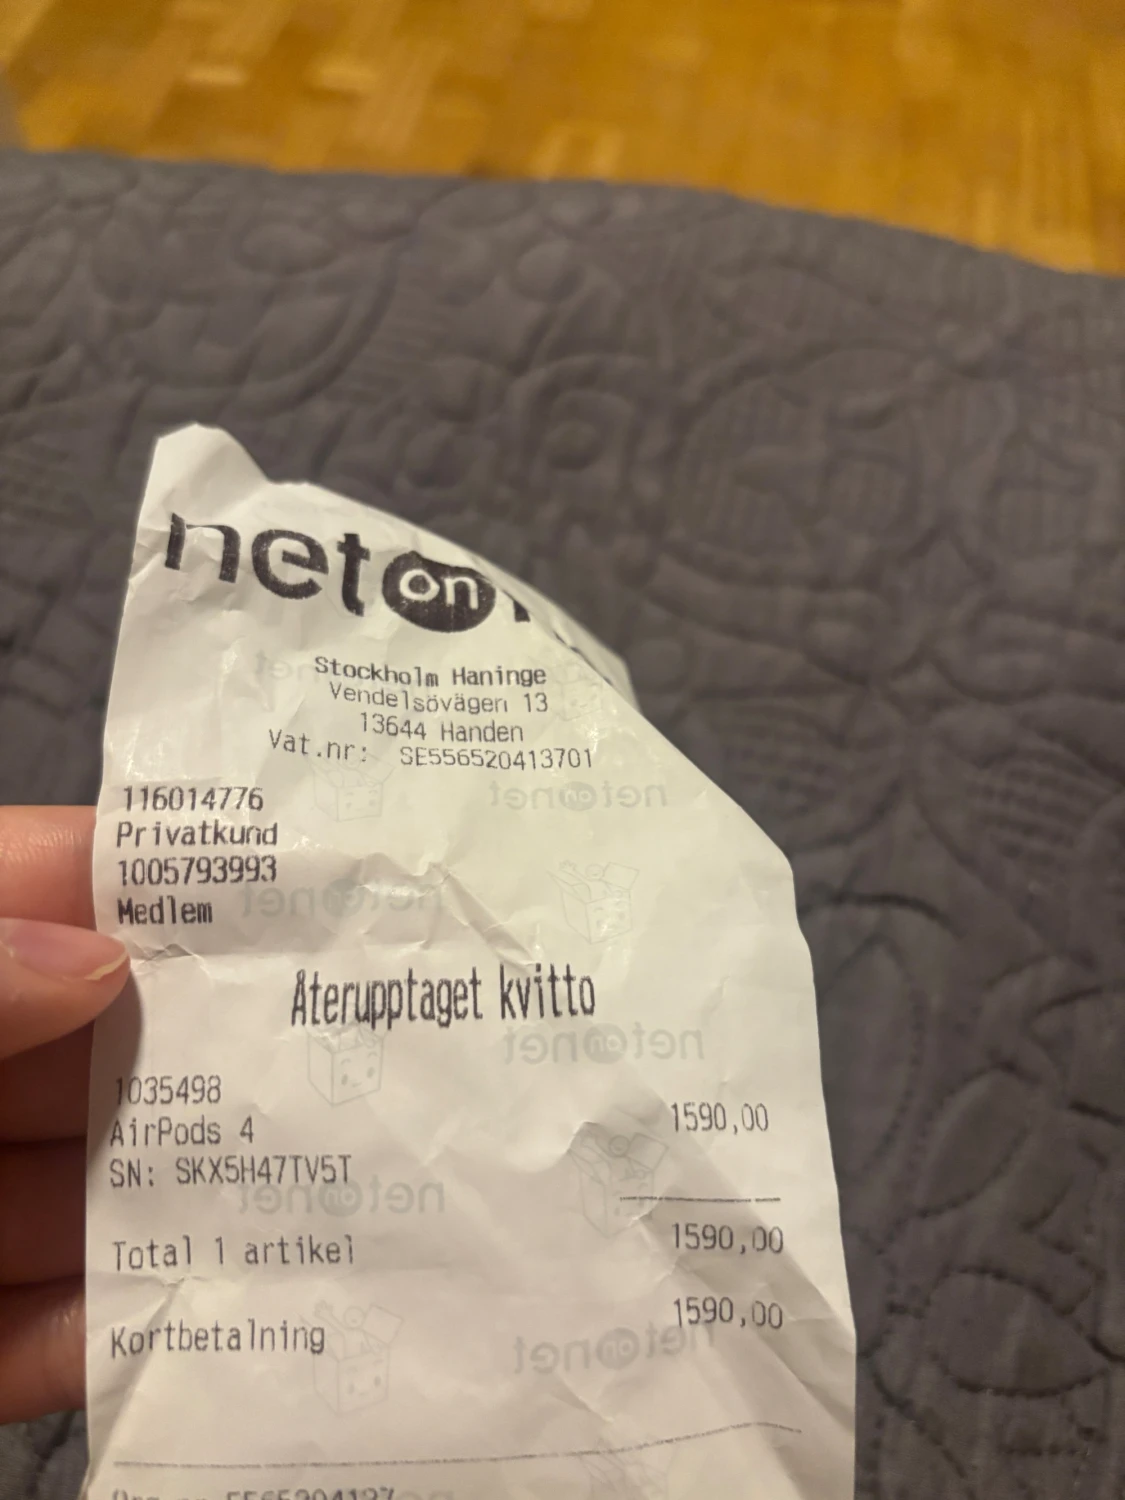 net on
Stockholm Haninge
Vendelsövägen 13
13644 Handen
Vat.nr: SE556520413701
116014776
Privatkund
1005793993
Medlem
Återupptaget kvitto
1035498
AirPods 4 1590,00
SN: SKX5H47TV5T
Total 1 artikel 1590,00
Kortbetalning 1590,00